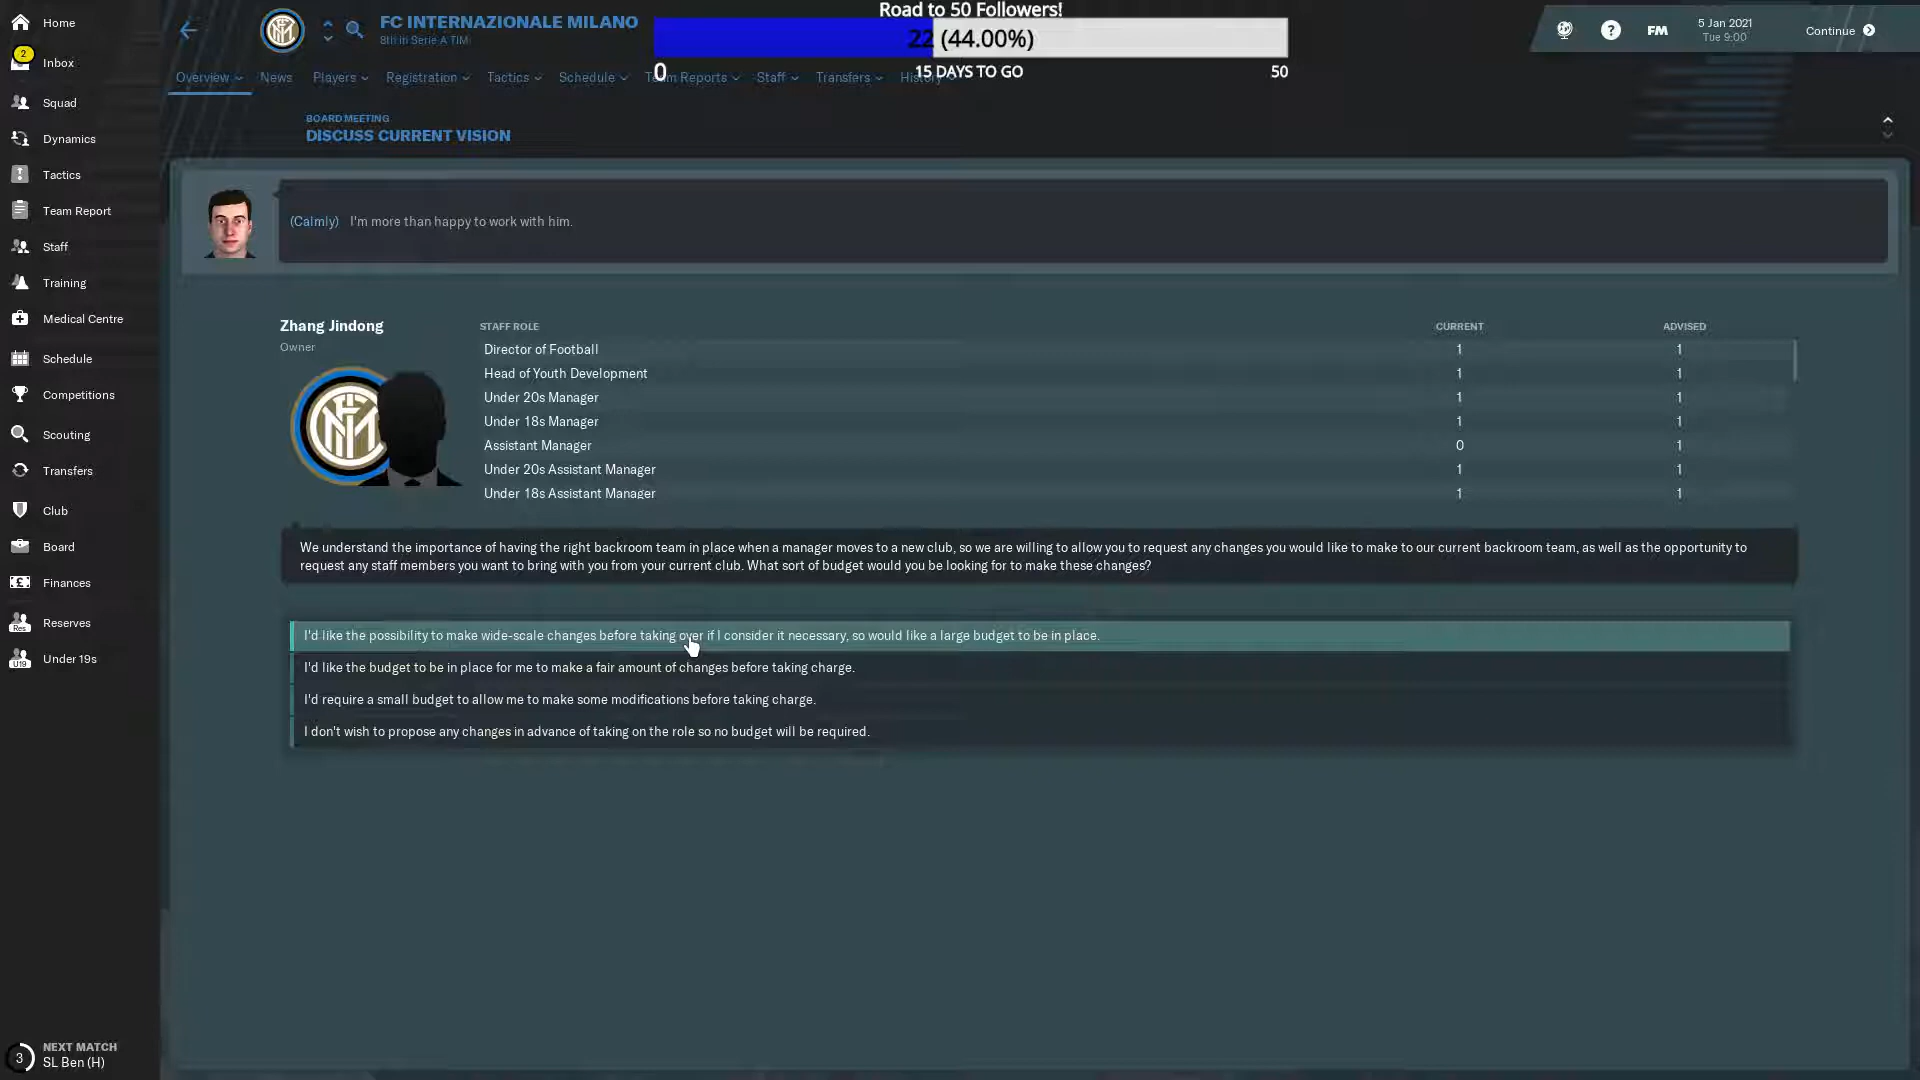 Road to 50 Followers!
22 (44.00%)
0
15 DAYS TO GO
50
Home
2
Inbox
Squad
Dynamics
Tactics
Team Report
Staff
Training
Medical Centre
Schedule
Competitions
Scouting
Transfers
Club
Board
Finances
Res
Reserves
U19
Under 19s
3
NEXT MATCH
SL Ben (H)
FC INTERNAZIONALE MILANO
8th in Serie A TIM
?
FM
5 Jan 2021
Tue 9:00
Continue
Overview
News
Players
Registration
Tactics
Schedule
Team Reports
Staff
Transfers
History
BOARD MEETING
DISCUSS CURRENT VISION
(Calmly) I'm more than happy to work with him.
Zhang Jindong
Owner
STAFF ROLE CURRENT ADVISED
Director of Football 1 1
Head of Youth Development 1 1
Under 20s Manager 1 1
Under 18s Manager 1 1
Assistant Manager 0 1
Under 20s Assistant Manager 1 1
Under 18s Assistant Manager 1 1
We understand the importance of having the right backroom team in place when a manager moves to a new club, so we are willing to allow you to request any changes you would like to make to our current backroom team, as well as the opportunity to
request any staff members you want to bring with you from your current club. What sort of budget would you be looking for to make these changes?
I'd like the possibility to make wide-scale changes before taking over if I consider it necessary, so would like a large budget to be in place.
I'd like the budget to be in place for me to make a fair amount of changes before taking charge.
I'd require a small budget to allow me to make some modifications before taking charge.
I don't wish to propose any changes in advance of taking on the role so no budget will be required.